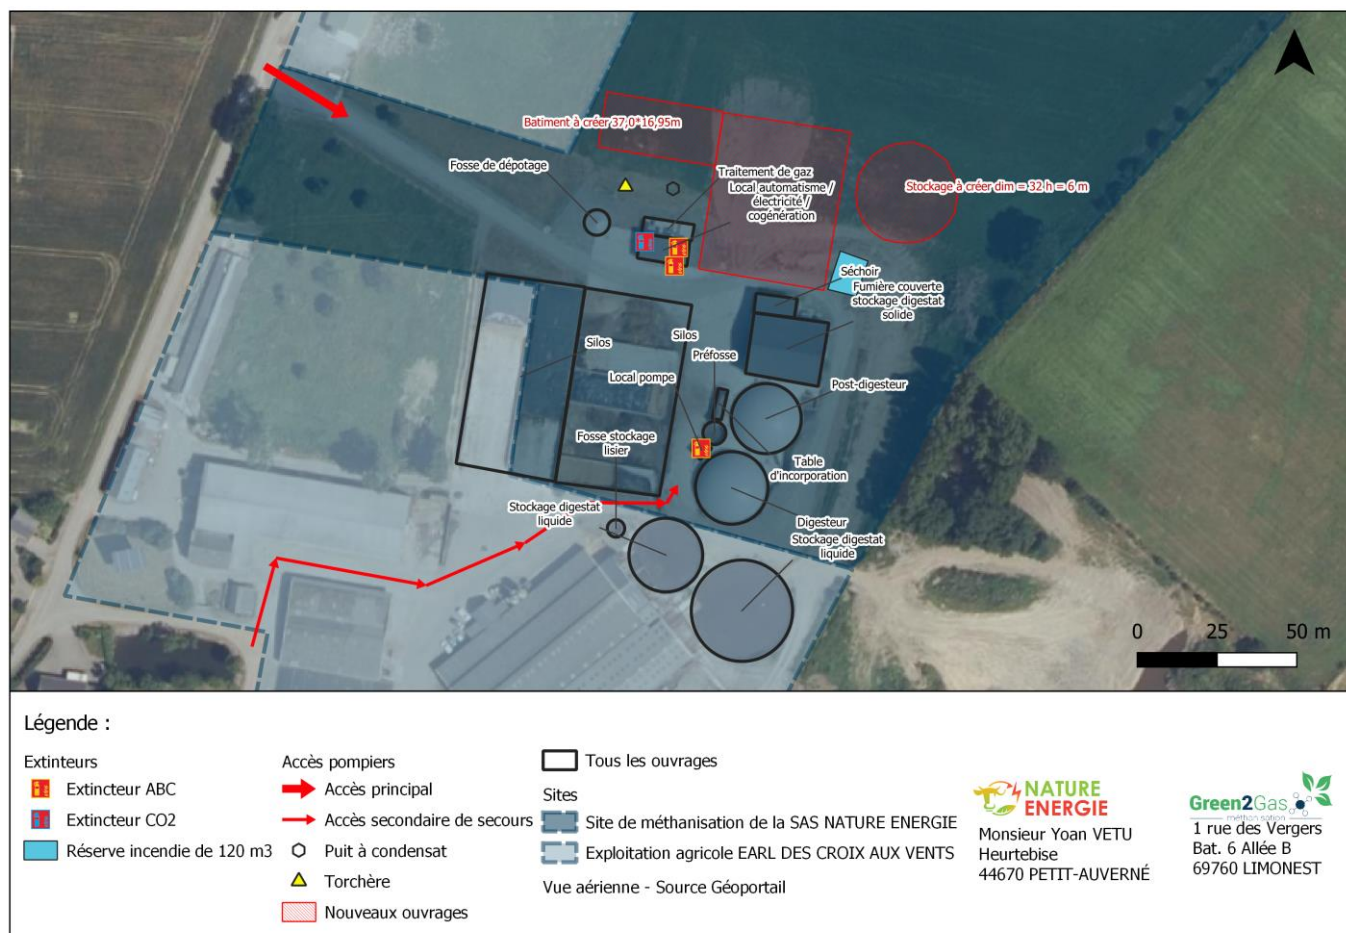 Batiment à créer 37,0*16,95m
Fosse de dépotage
Traitement de gaz
Local automatisme /
électricité /
cogénération
Stockage à créer dim = 32 h = 6 m
Séchoir
Fumière couverte
stockage digestat
solide
Silos
Silos
Préfosse
Local pompe
Post-digesteur
Fosse stockage
lisier
Table
d'incorporation
Stockage digestat
liquide
Digesteur
Stockage digestat
liquide
0 25 50 m
Légende :
Extinteurs
Extincteur ABC
Extincteur CO2
Réserve incendie de 120 m3
Accès pompiers
Accès principal
Accès secondaire de secours
Puit à condensat
Torchère
Nouveaux ouvrages
Tous les ouvrages
Sites
Site de méthanisation de la SAS NATURE ENERGIE
Exploitation agricole EARL DES CROIX AUX VENTS
Vue aérienne - Source Géoportail
NATURE
ENERGIE
Monsieur Yoan VETU
Heurtebise
44670 PETIT-AUVERNÉ
Green2Gas
méthanisation
1 rue des Vergers
Bat. 6 Allée B
69760 LIMONEST